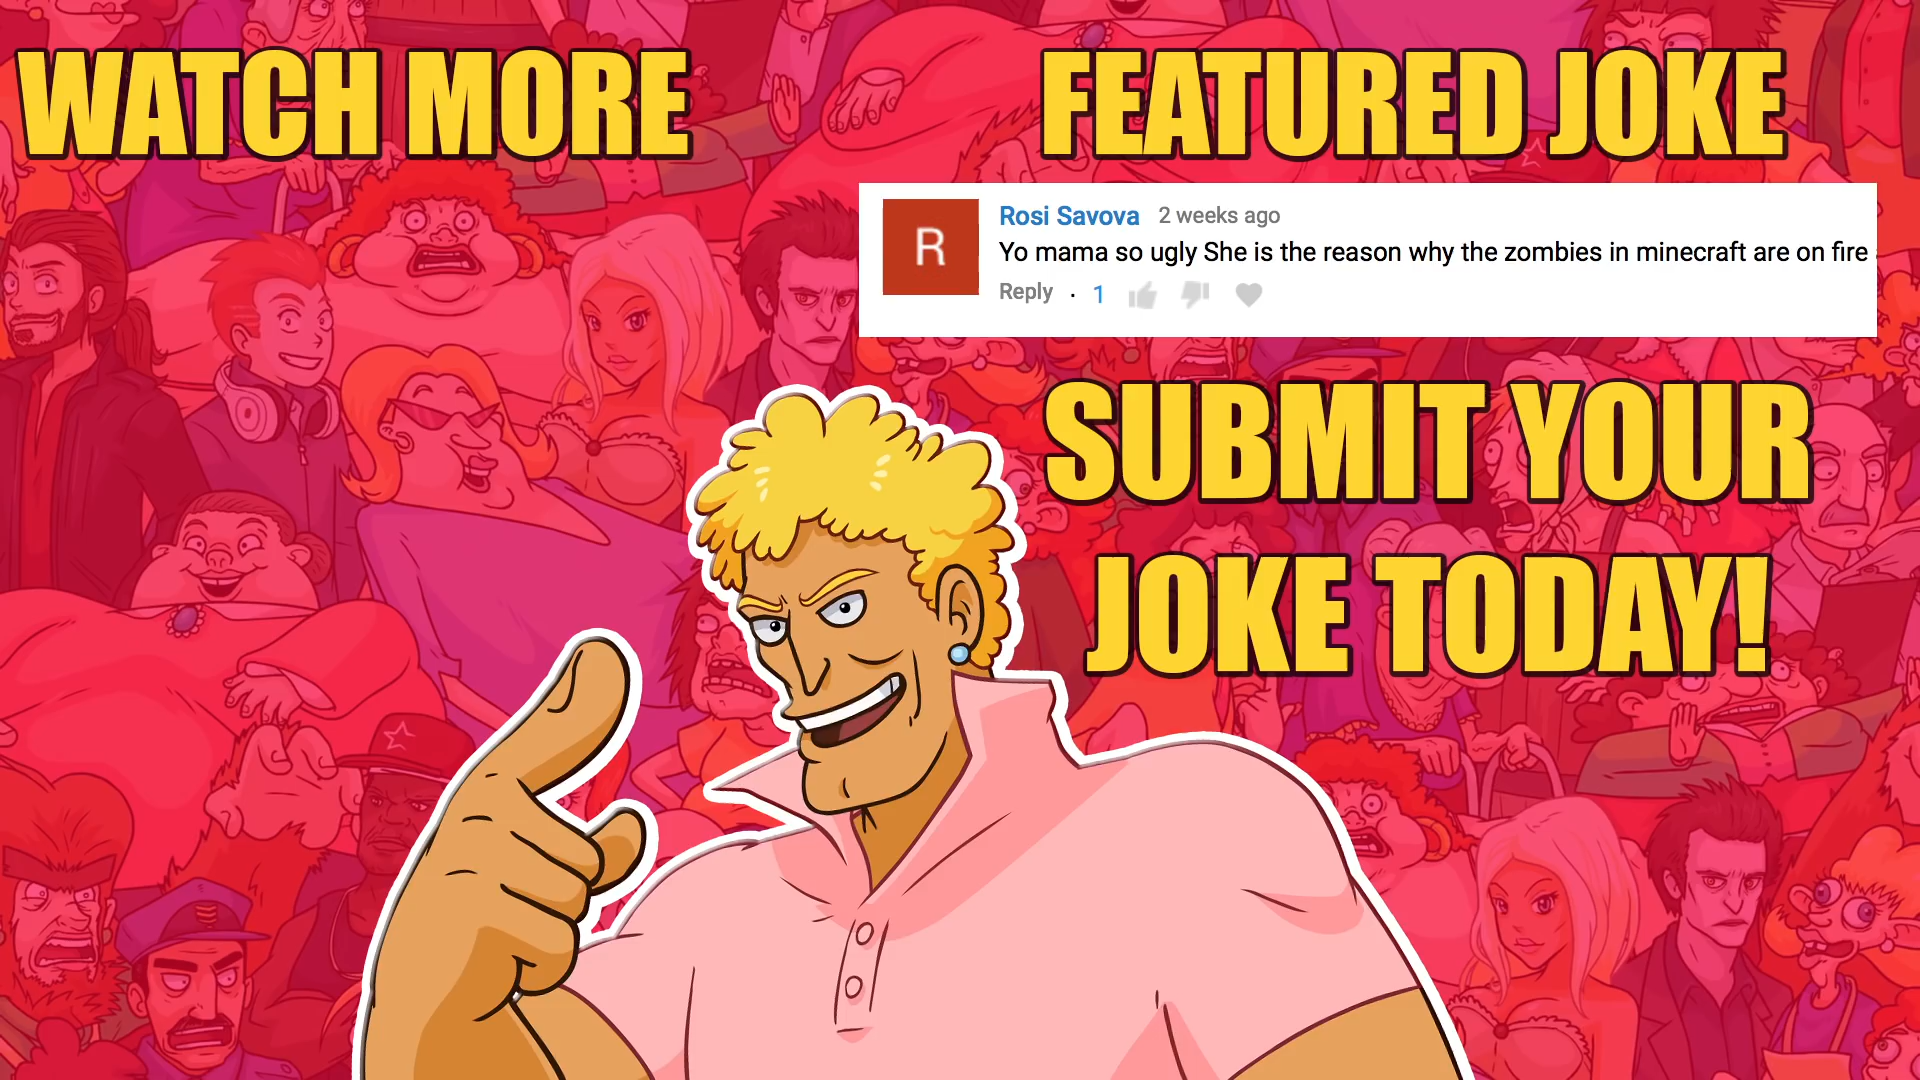 WATCH MORE
FEATURED JOKE
R
Rosi Savova 2 weeks ago
Yo mama so ugly She is the reason why the zombies in minecraft are on fire
Reply · 1
SUBMIT YOUR
JOKE TODAY!